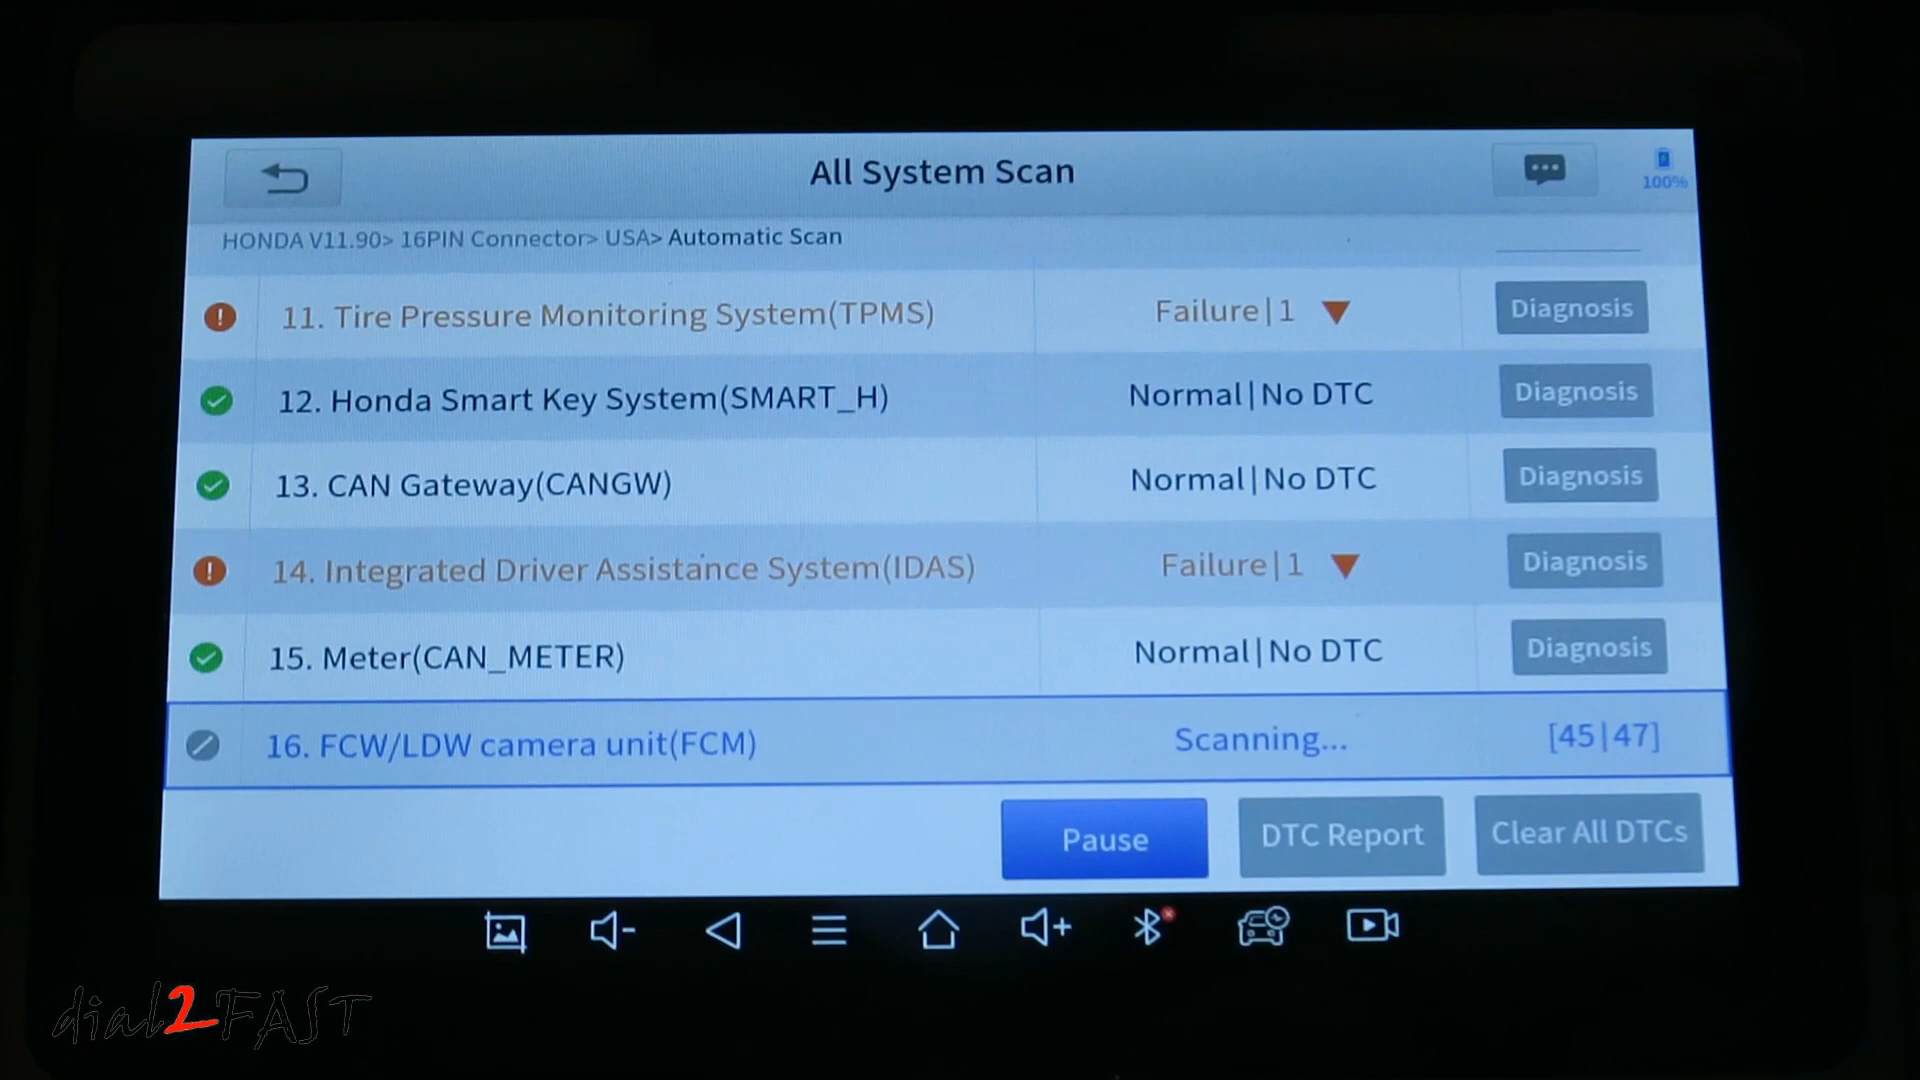 All System Scan
100%
HONDA V11.90> 16PIN Connector> USA> Automatic Scan
11. Tire Pressure Monitoring System(TPMS) Failure|1 Diagnosis
12. Honda Smart Key System(SMART_H) Normal|No DTC Diagnosis
13. CAN Gateway(CANGW) Normal|No DTC Diagnosis
14. Integrated Driver Assistance System(IDAS) Failure|1 Diagnosis
15. Meter(CAN_METER) Normal|No DTC Diagnosis
16. FCW/LDW camera unit(FCM) Scanning... [45|47]
Pause DTC Report Clear All DTCs
dial2FAST